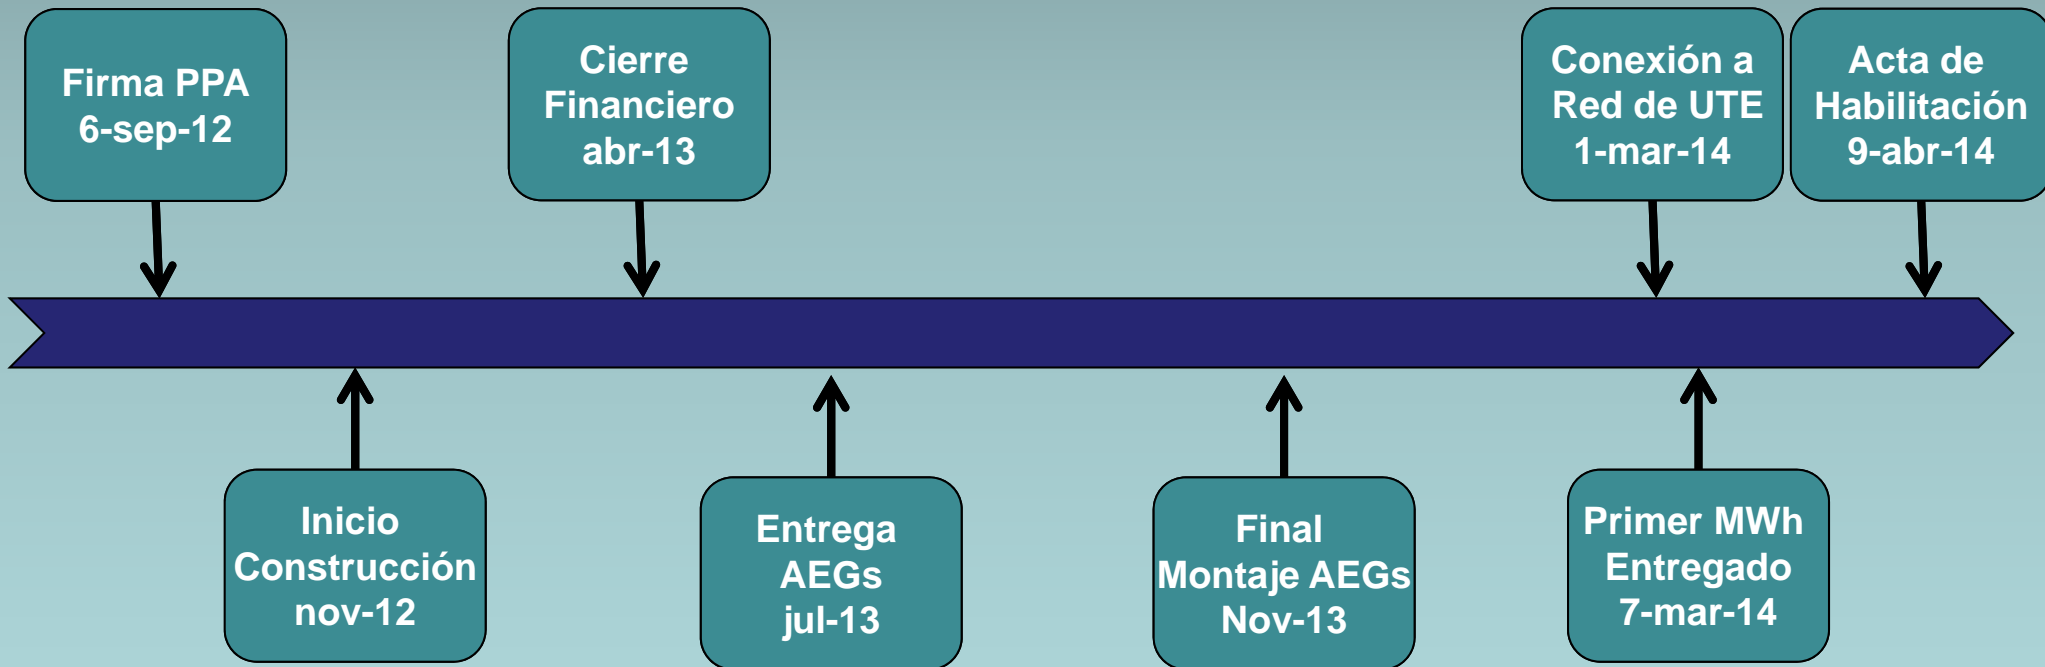 Firma PPA
6-sep-12
Cierre
Financiero
abr-13
Conexión a
Red de UTE
1-mar-14
Acta de
Habilitación
9-abr-14
Inicio
Construcción
nov-12
Entrega
AEGs
jul-13
Final
Montaje AEGs
Nov-13
Primer MWh
Entregado
7-mar-14